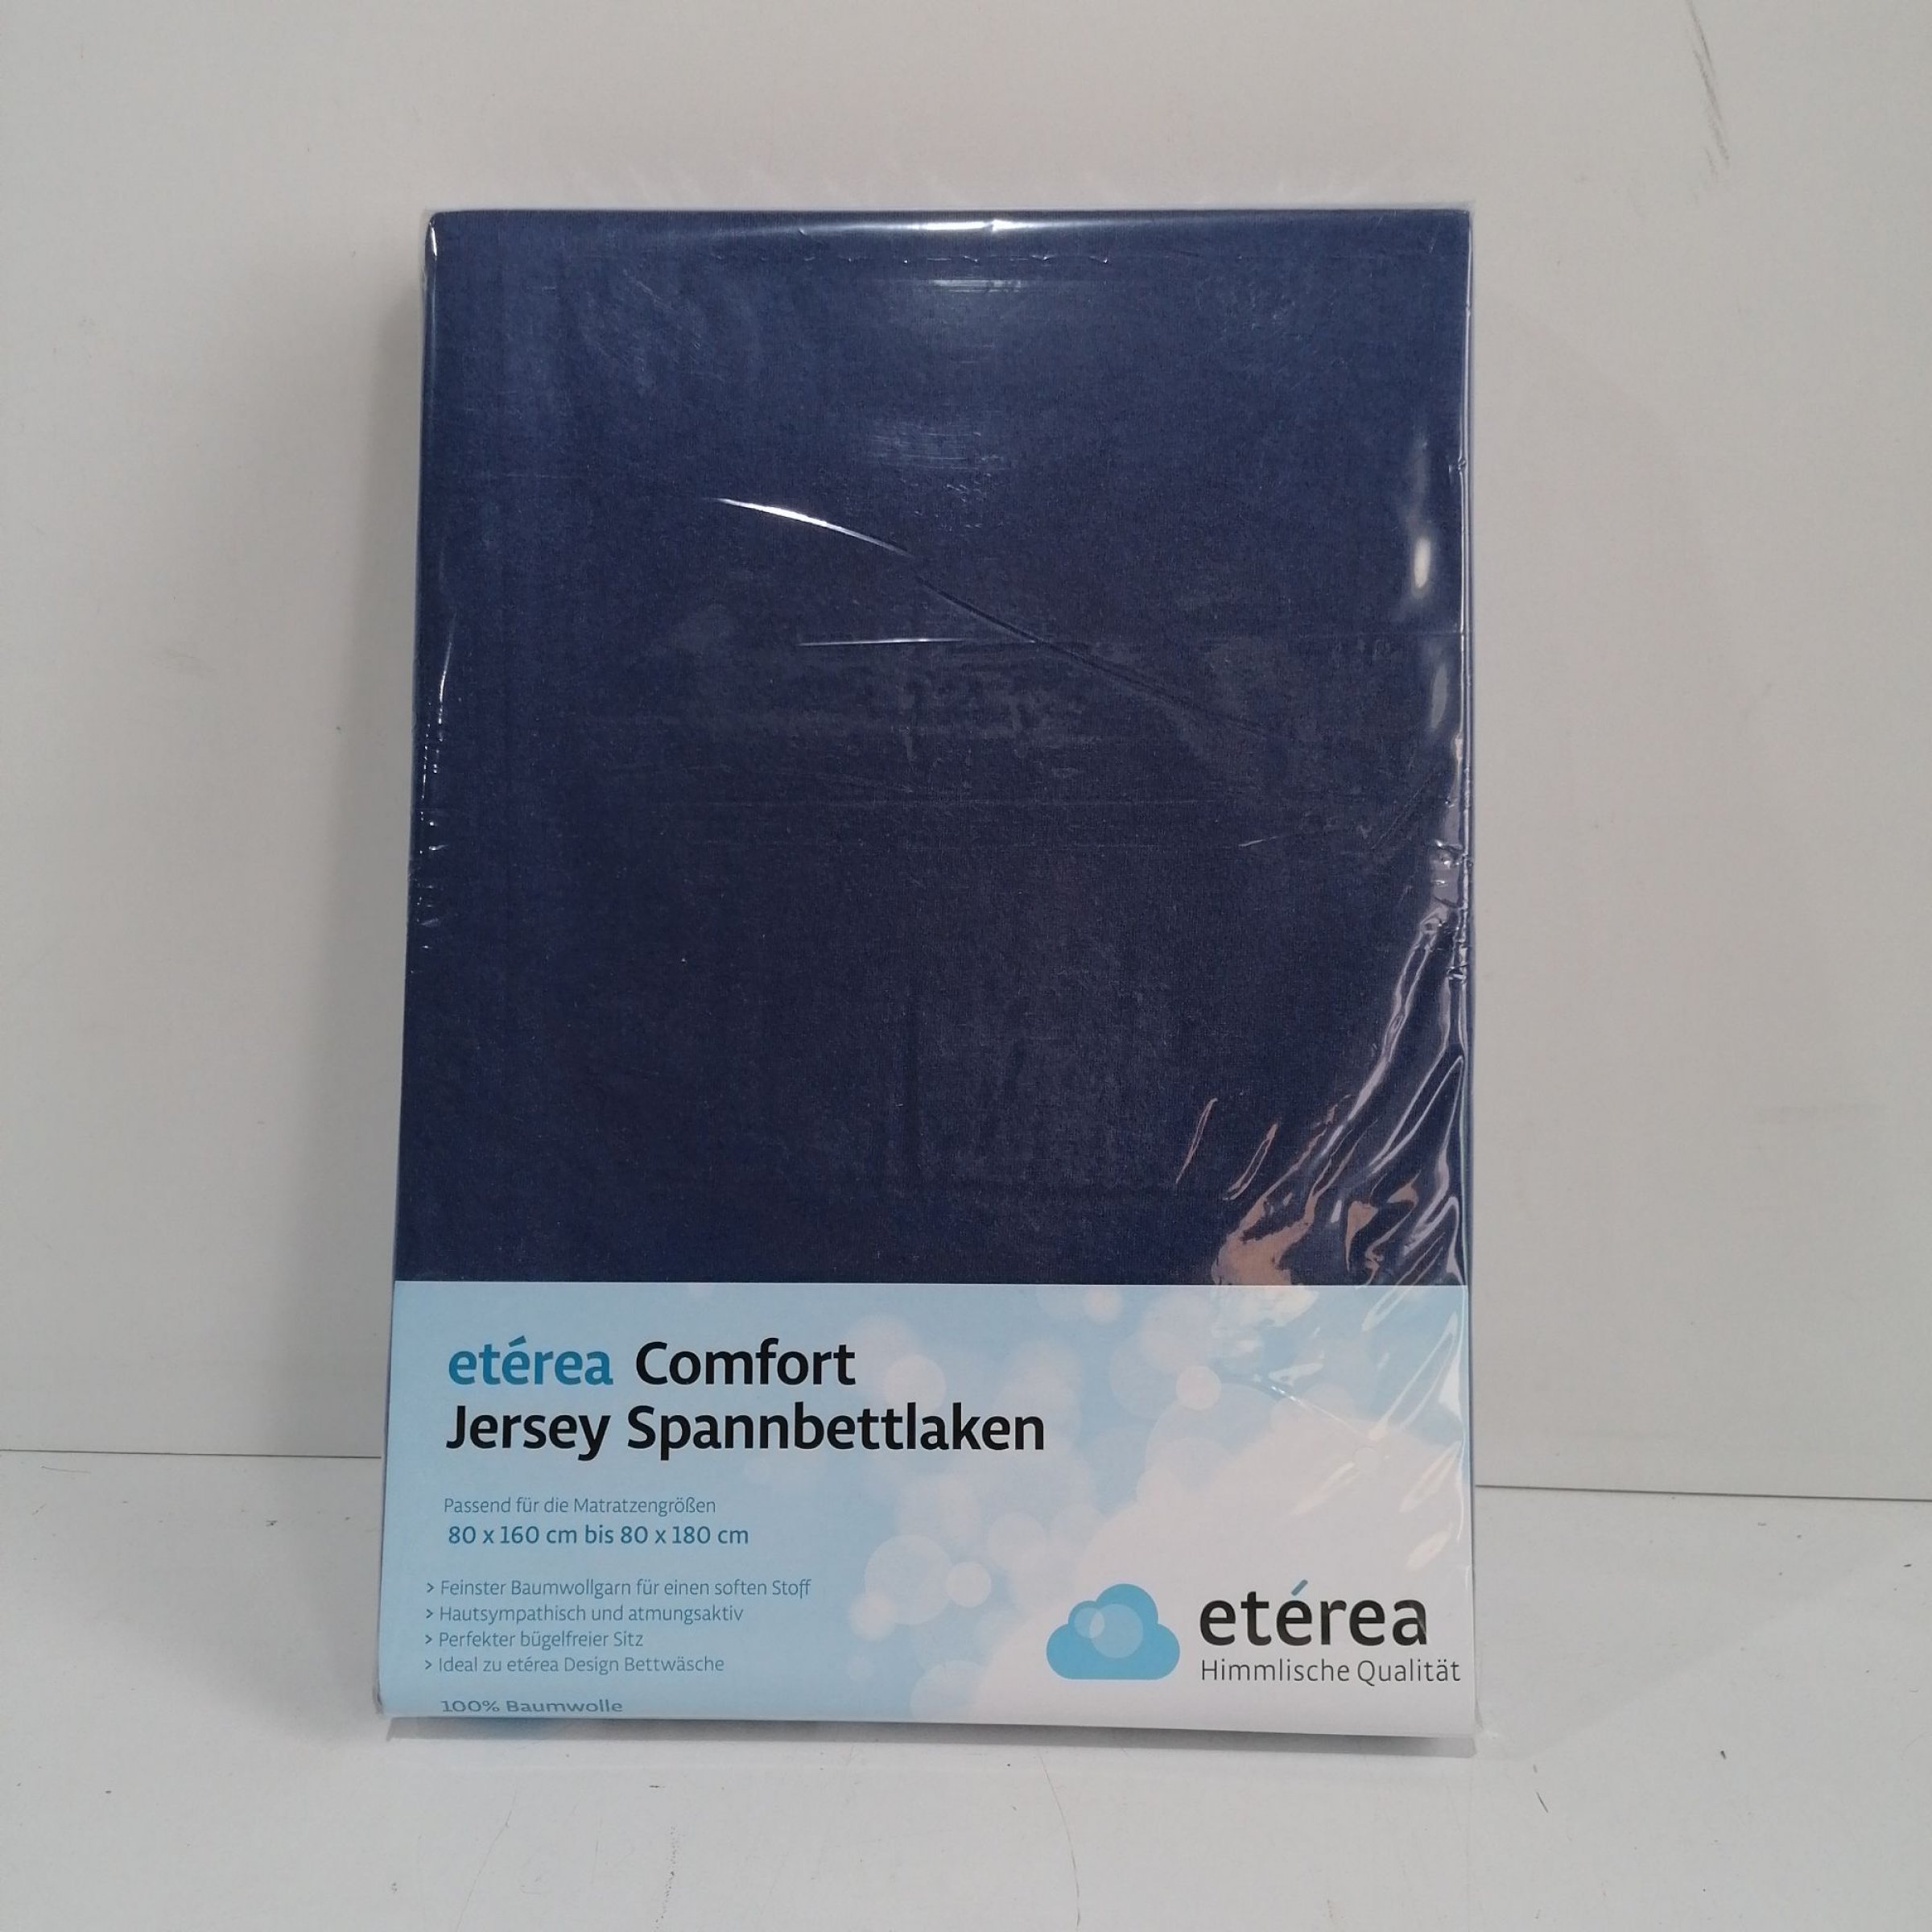 etérea Comfort
Jersey Spannbettlaken
Passend für die Matratzengrößen
80 x 160 cm bis 80 x 180 cm
> Feinster Baumwollgarn für einen soften Stoff
> Hautsympathisch und atmungsaktiv
> Perfekter bügelfreier Sitz
> Ideal zu etérea Design Bettwäsche
100% Baumwolle
etérea
Himmlische Qualität